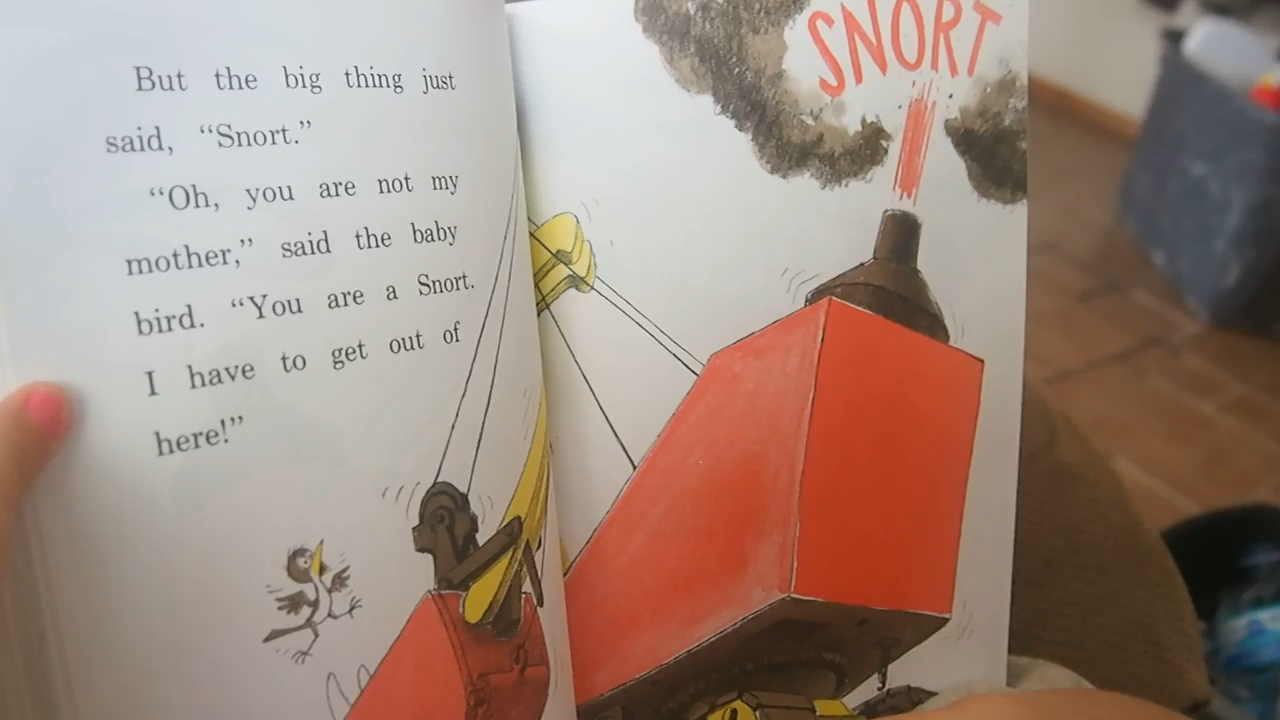 But the big thing just
said, “Snort.”
“Oh, you are not my
mother,” said the baby
bird. “You are a Snort.
I have to get out of
here!”
SNORT